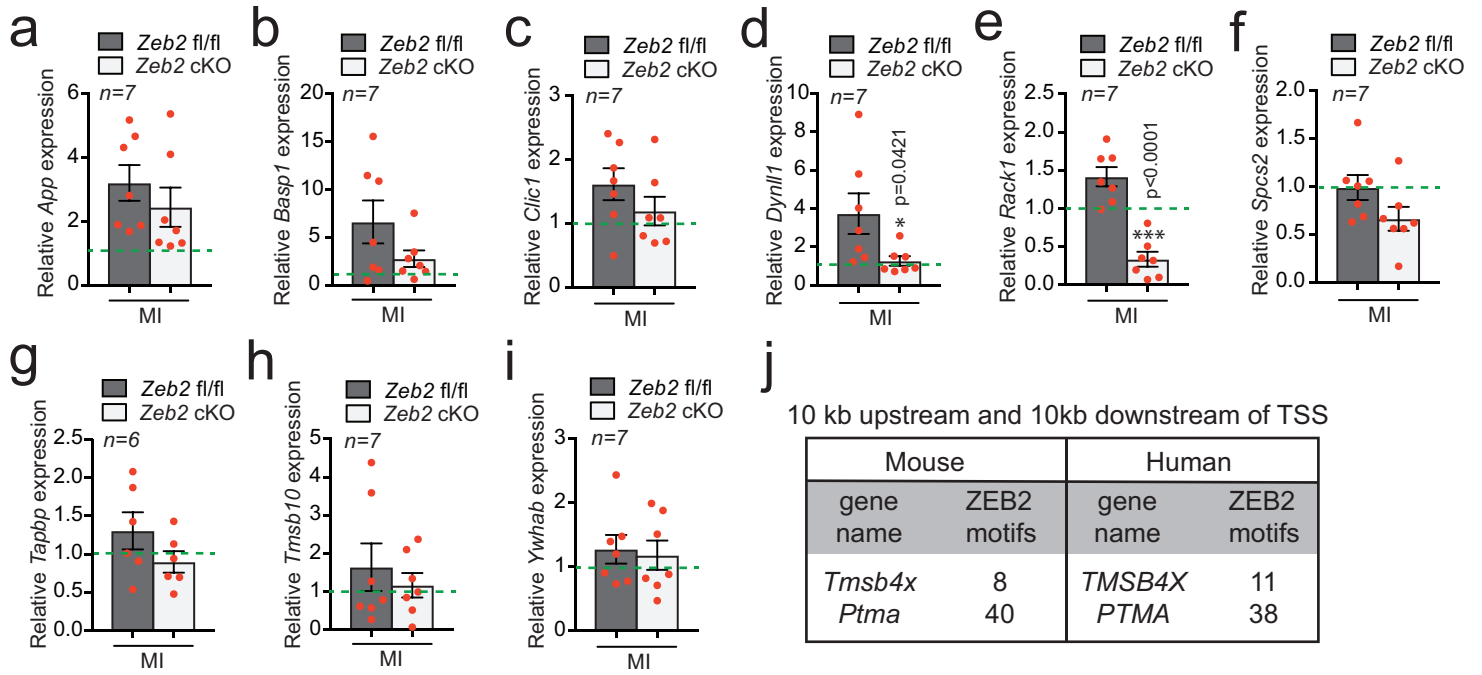 a
Zeb2 fl/fl
Zeb2 cKO
n=7
Relative App expression
6
4
2
0
MI
b
Zeb2 fl/fl
Zeb2 cKO
n=7
Relative Basp1 expression
20
15
10
5
0
MI
c
Zeb2 fl/fl
Zeb2 cKO
n=7
Relative Clic1 expression
3
2
1
0
MI
d
Zeb2 fl/fl
Zeb2 cKO
n=7
Relative Dynll1 expression
10
8
6
4
2
0
* p=0.0421
MI
e
Zeb2 fl/fl
Zeb2 cKO
n=7
Relative Rack1 expression
2.5
2.0
1.5
1.0
0.5
0.0
*** p<0.0001
MI
f
Zeb2 fl/fl
Zeb2 cKO
n=7
Relative Spcs2 expression
2.0
1.5
1.0
0.5
0.0
MI
g
Zeb2 fl/fl
Zeb2 cKO
n=6
Relative Tapbp expression
2.5
2.0
1.5
1.0
0.5
0.0
MI
h
Zeb2 fl/fl
Zeb2 cKO
n=7
Relative Tmsb10 expression
5
4
3
2
1
0
MI
i
Zeb2 fl/fl
Zeb2 cKO
n=7
Relative Ywhab expression
3
2
1
0
MI
j
10 kb upstream and 10kb downstream of TSS
Mouse Human
gene ZEB2 gene ZEB2
name motifs name motifs
Tmsb4x 8 TMSB4X 11
Ptma 40 PTMA 38